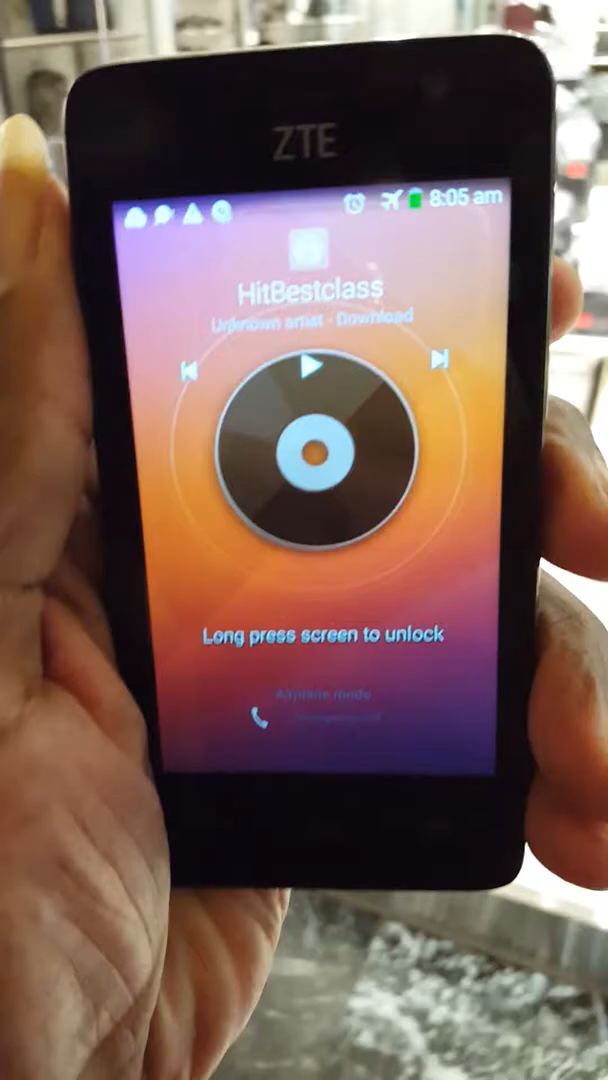 ZTE
8:05 am
HitBestclass
Unknown artist - Download
Long press screen to unlock
Airplane mode